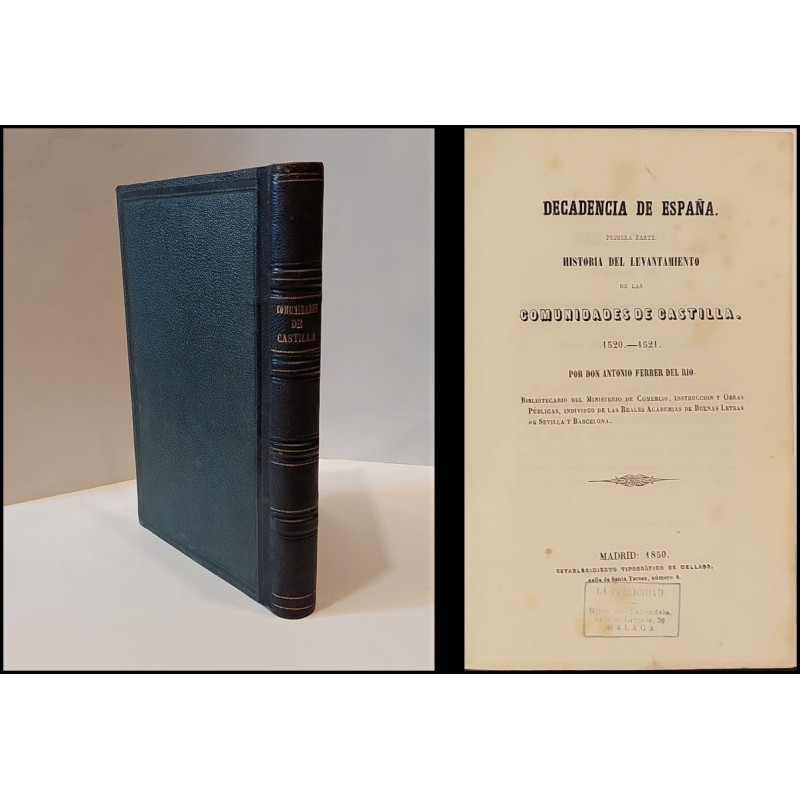 COMUNIDADES
DE
CASTILLA
DECADENCIA DE ESPAÑA.
PRIMERA PARTE.
HISTORIA DEL LEVANTAMIENTO
DE LAS
COMUNIDADES DE CASTILLA.
1520.—1521.
POR DON ANTONIO FERRER DEL RIO.
BIBLIOTECARIO DEL MINISTERIO DE COMERCIO, INSTRUCCION Y OBRAS
PÚBLICAS, INDIVIDUO DE LAS REALES ACADEMIAS DE BUENAS LETRAS
DE SEVILLA Y BARCELONA.
MADRID: 1850.
ESTABLECIMIENTO TIPOGRÁFICO DE MELLADO,
calle de Santa Teresa, número 8.
LA PUBLICIDAD.
de
calle de 
MALAGA